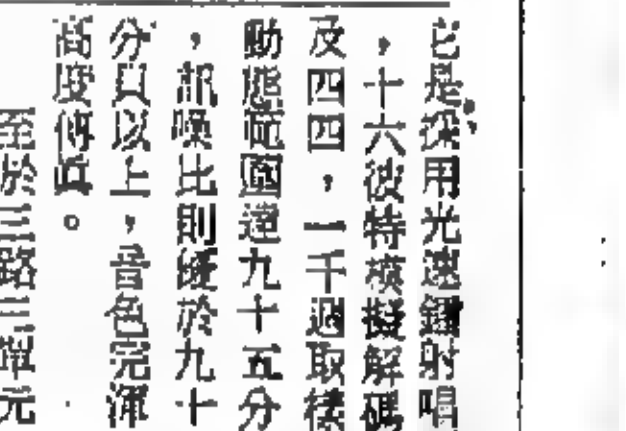 它是採用光速鐳射唱
，十六彼特模擬解碼
及四四，一千週取樣
動態範圍達九十五分
，訊噪比則優於九十
分貝以上，音色完渾
高度傳真。
至於三路三單元